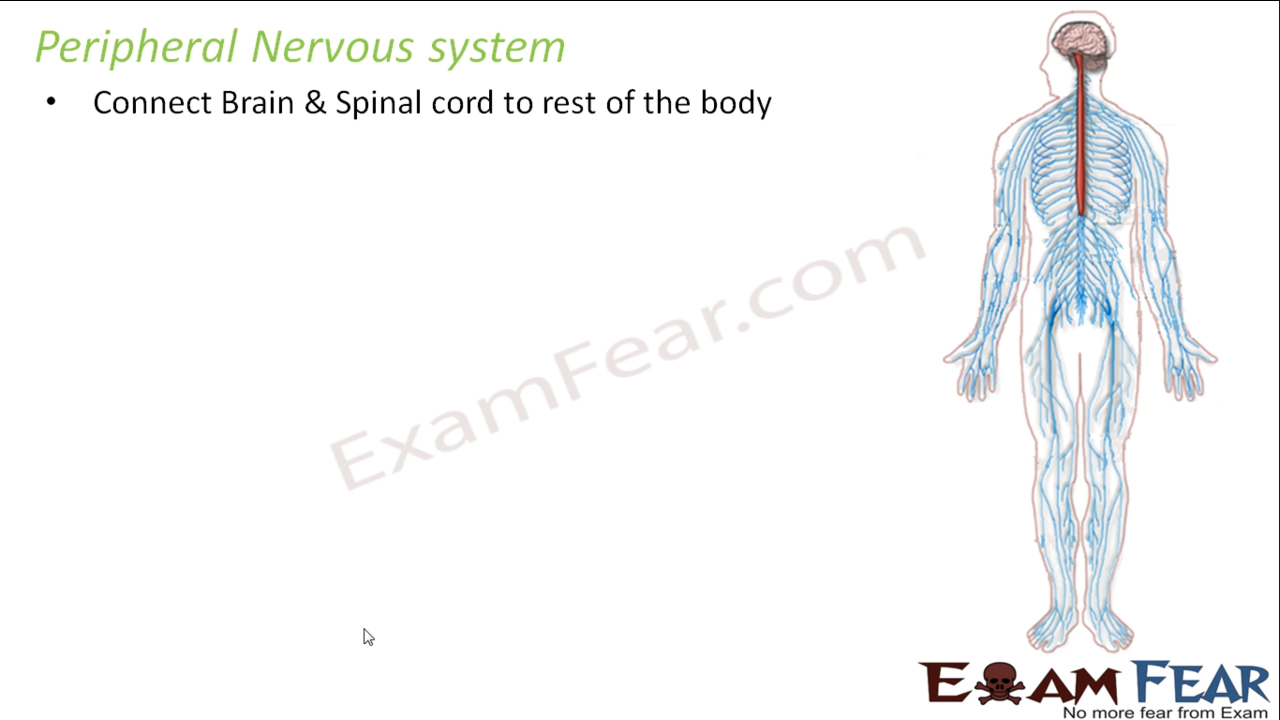 Peripheral Nervous system
• Connect Brain & Spinal cord to rest of the body
ExamFear.com
EXAM FEAR
No more fear from Exam